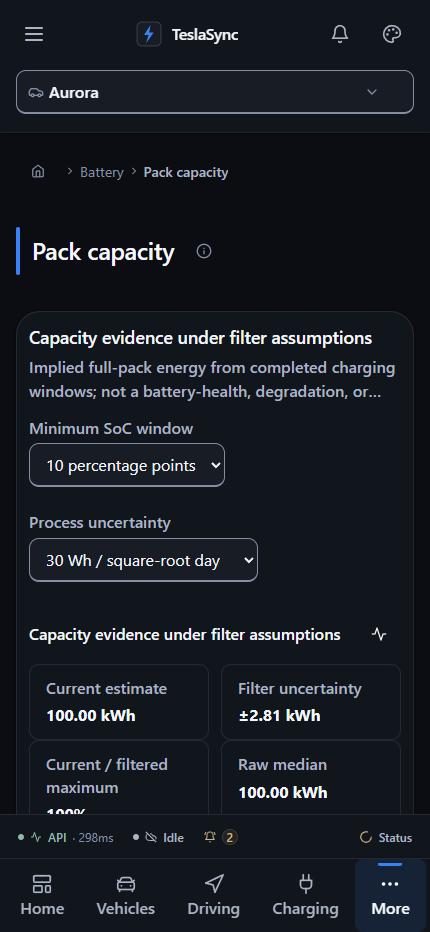 TeslaSync
Aurora
Battery
Pack capacity
Pack capacity
Capacity evidence under filter assumptions
Implied full-pack energy from completed charging
windows; not a battery-health, degradation, or…
Minimum SoC window
10 percentage points
Process uncertainty
30 Wh / square-root day
Capacity evidence under filter assumptions
Current estimate
100.00 kWh
Filter uncertainty
±2.81 kWh
Current / filtered
maximum
100%
Raw median
100.00 kWh
API · 298ms
Idle
2
Status
Home
Vehicles
Driving
Charging
More